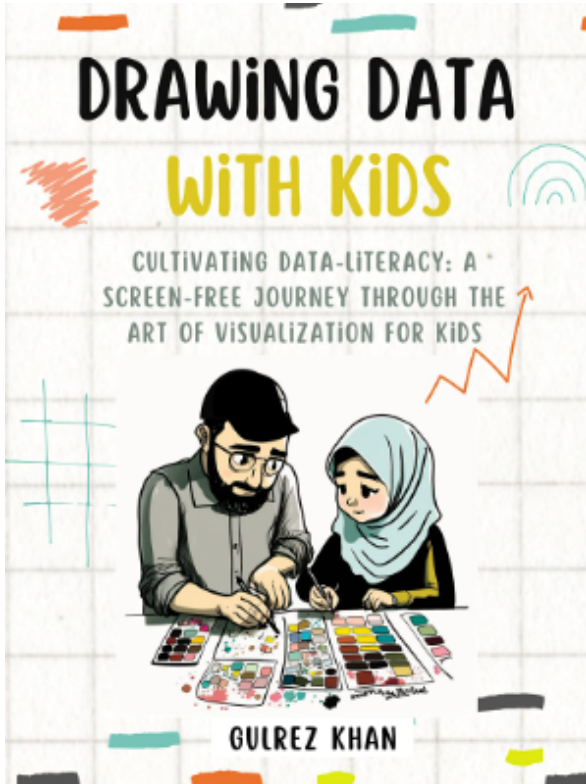 DRAWING DATA
WITH KIDS
CULTIVATING DATA-LITERACY: A
SCREEN-FREE JOURNEY THROUGH THE
ART OF VISUALIZATION FOR KIDS
GULREZ KHAN